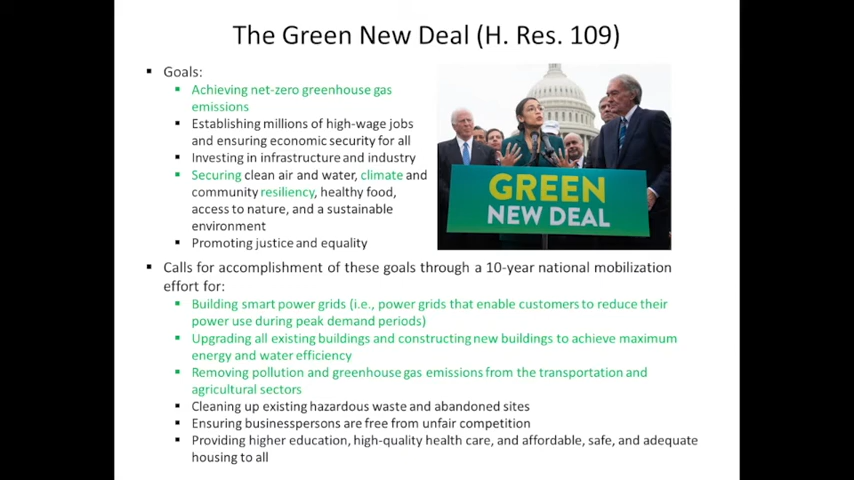 The Green New Deal (H. Res. 109)
▪ Goals:
▪ Achieving net-zero greenhouse gas
emissions
▪ Establishing millions of high-wage jobs
and ensuring economic security for all
▪ Investing in infrastructure and industry
▪ Securing clean air and water, climate and
community resiliency, healthy food,
access to nature, and a sustainable
environment
▪ Promoting justice and equality
GREEN
NEW DEAL
▪ Calls for accomplishment of these goals through a 10-year national mobilization
effort for:
▪ Building smart power grids (i.e., power grids that enable customers to reduce their
power use during peak demand periods)
▪ Upgrading all existing buildings and constructing new buildings to achieve maximum
energy and water efficiency
▪ Removing pollution and greenhouse gas emissions from the transportation and
agricultural sectors
▪ Cleaning up existing hazardous waste and abandoned sites
▪ Ensuring businesspersons are free from unfair competition
▪ Providing higher education, high-quality health care, and affordable, safe, and adequate
housing to all